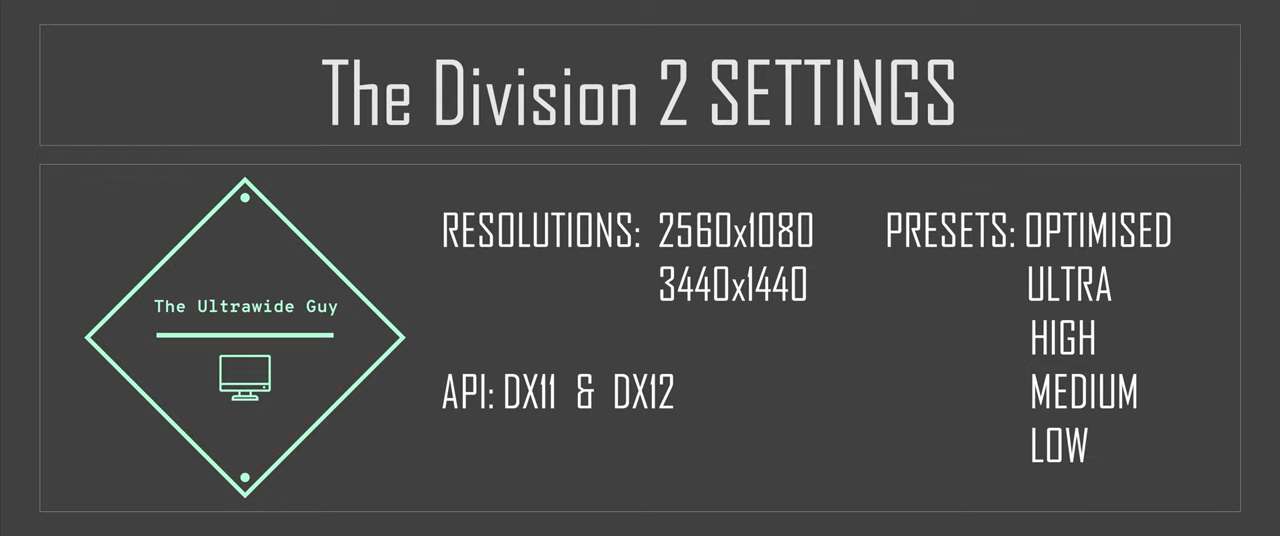 The Division 2 SETTINGS
The Ultrawide Guy
RESOLUTIONS: 2560x1080
3440x1440
API: DX11 & DX12
PRESETS: OPTIMISED
ULTRA
HIGH
MEDIUM
LOW